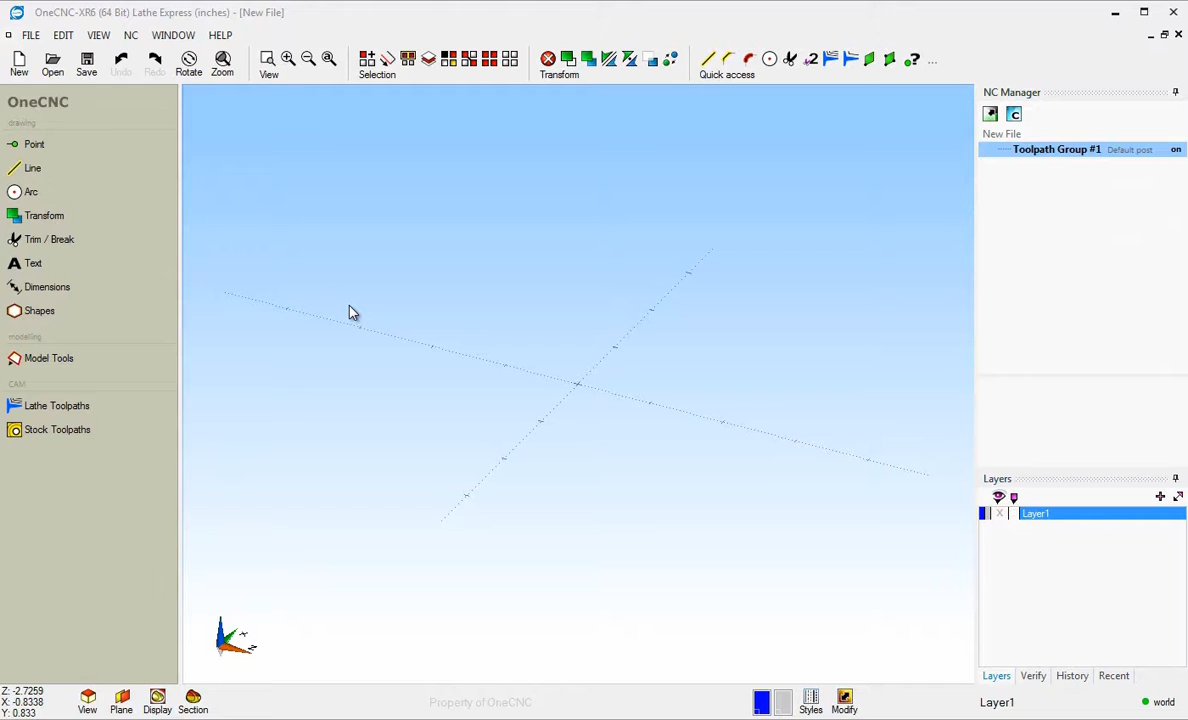 OneCNC-XR6 (64 Bit) Lathe Express (inches) - [New File]
FILE EDIT VIEW NC WINDOW HELP
New Open Save Undo Redo Rotate Zoom View Selection Transform Quick access ...
OneCNC
drawing
Point
Line
Arc
Transform
Trim / Break
Text
Dimensions
Shapes
modelling
Model Tools
CAM
Lathe Toolpaths
Stock Toolpaths
NC Manager
New File
Toolpath Group #1 Default post on
Layers
X Layer1
Layers Verify History Recent
Z: -2.7259
X: -0.8338
Y: 0.833
View Plane Display Section
Property of OneCNC
Styles Modify
Layer1
world